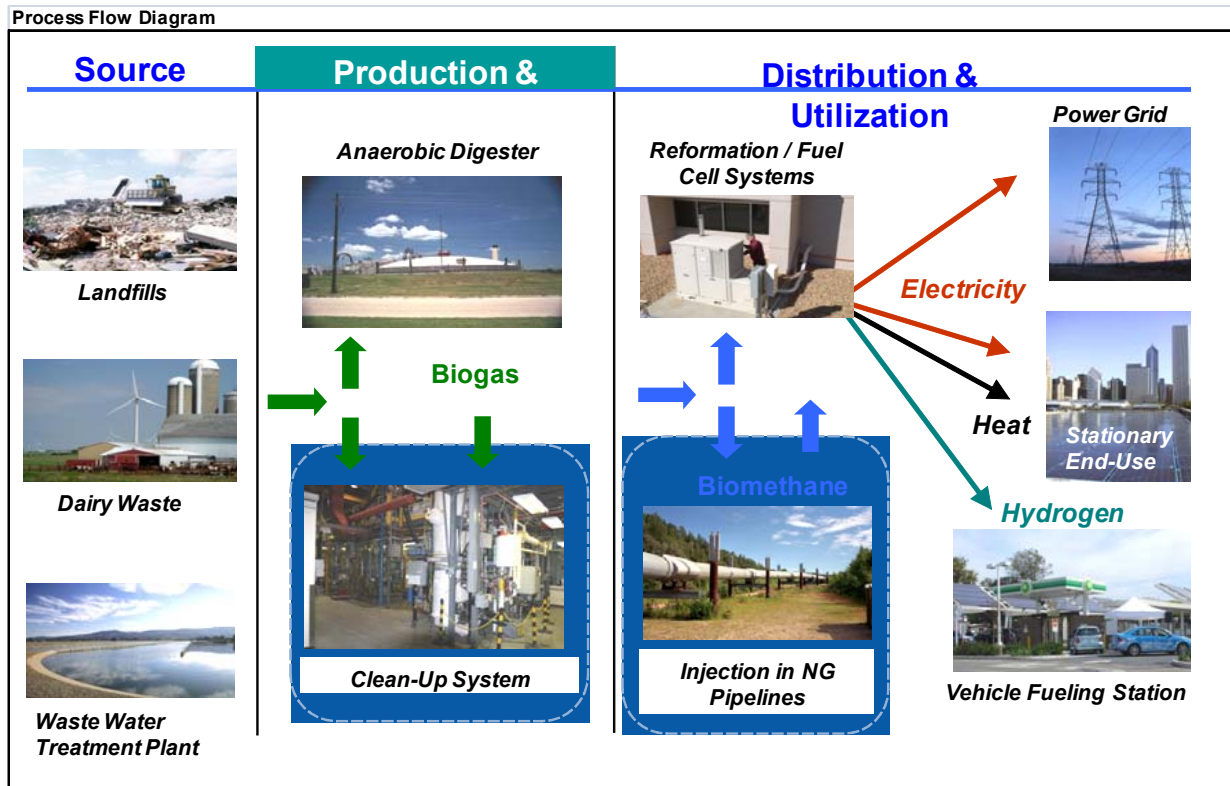 Process Flow Diagram
Source
Production &
Distribution &
Utilization
Landfills
Dairy Waste
Waste Water
Treatment Plant
Anaerobic Digester
Biogas
Clean-Up System
Reformation / Fuel
Cell Systems
Biomethane
Injection in NG
Pipelines
Power Grid
Electricity
Heat
Stationary
End-Use
Hydrogen
Vehicle Fueling Station